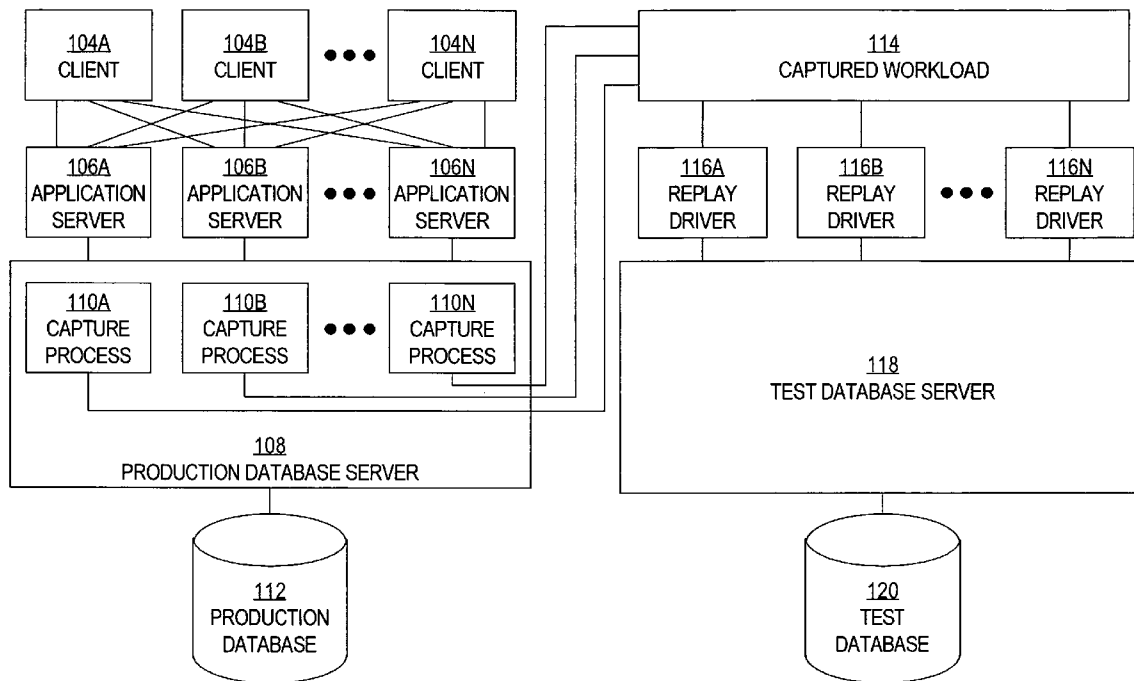 104A
CLIENT
104B
CLIENT
104N
CLIENT
114
CAPTURED WORKLOAD
106A
APPLICATION
SERVER
106B
APPLICATION
SERVER
106N
APPLICATION
SERVER
116A
REPLAY
DRIVER
116B
REPLAY
DRIVER
116N
REPLAY
DRIVER
110A
CAPTURE
PROCESS
110B
CAPTURE
PROCESS
110N
CAPTURE
PROCESS
108
PRODUCTION DATABASE SERVER
118
TEST DATABASE SERVER
112
PRODUCTION
DATABASE
120
TEST
DATABASE